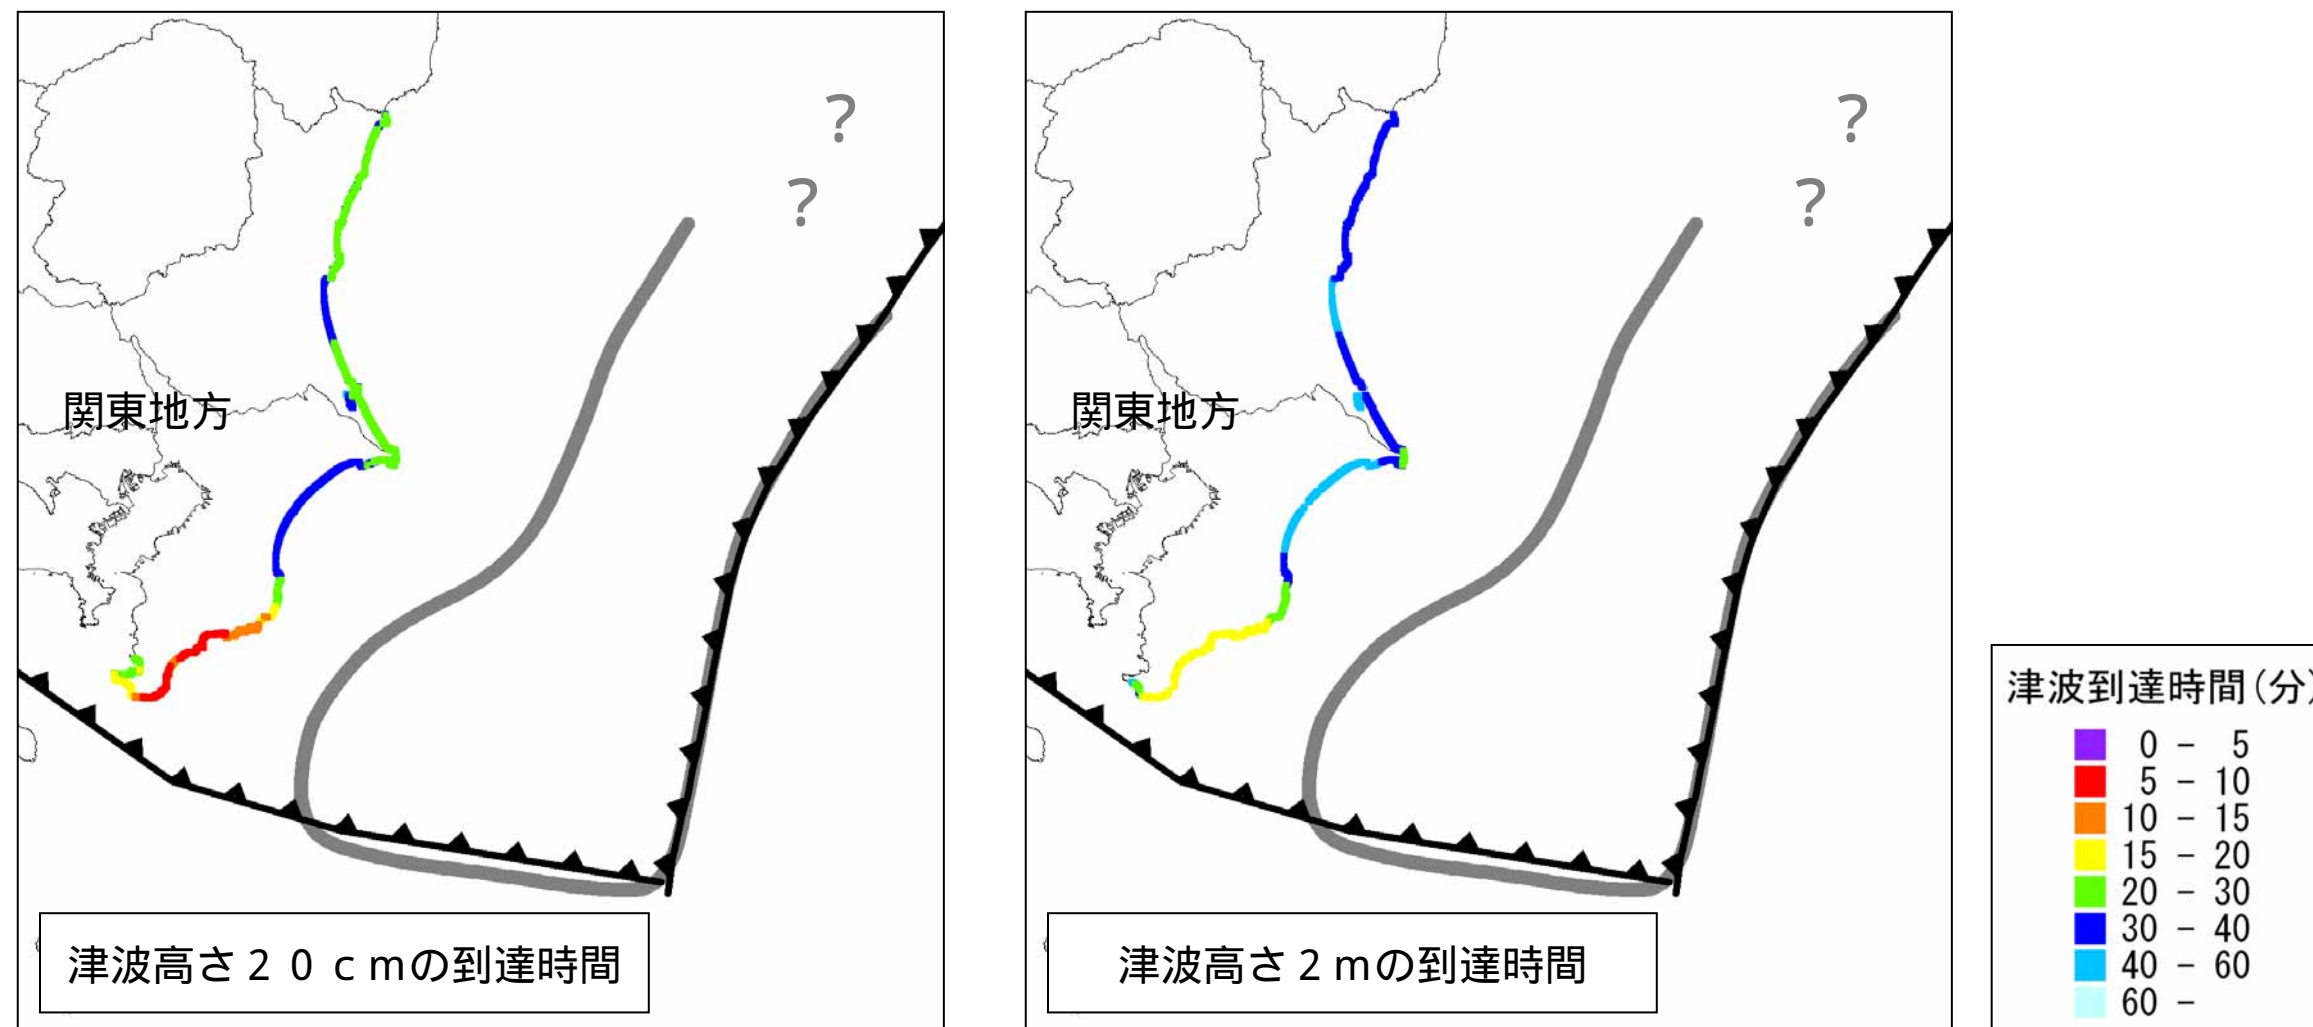 ?
?
関東地方
津波高さ20cmの到達時間
?
?
関東地方
津波高さ2mの到達時間
津波到達時間(分)
0 - 5
5 - 10
10 - 15
15 - 20
20 - 30
30 - 40
40 - 60
60 -